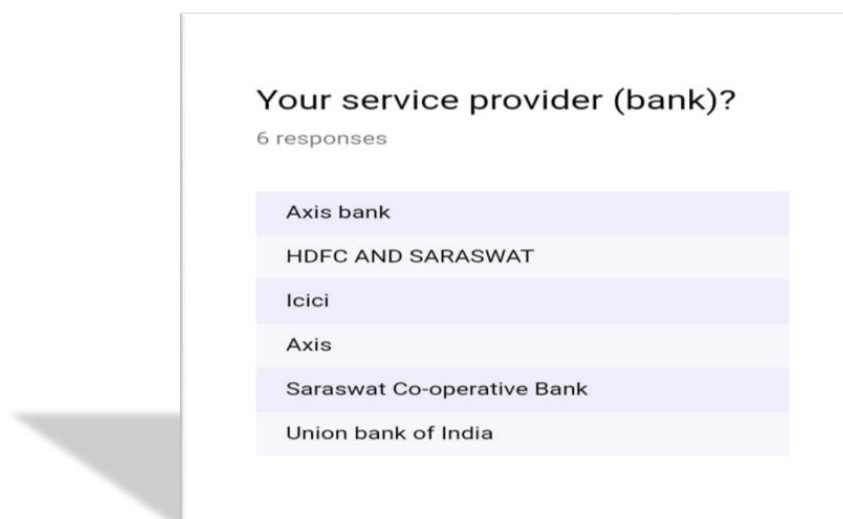 Your service provider (bank)?
6 responses
Axis bank
HDFC AND SARASWAT
Icici
Axis
Saraswat Co-operative Bank
Union bank of India